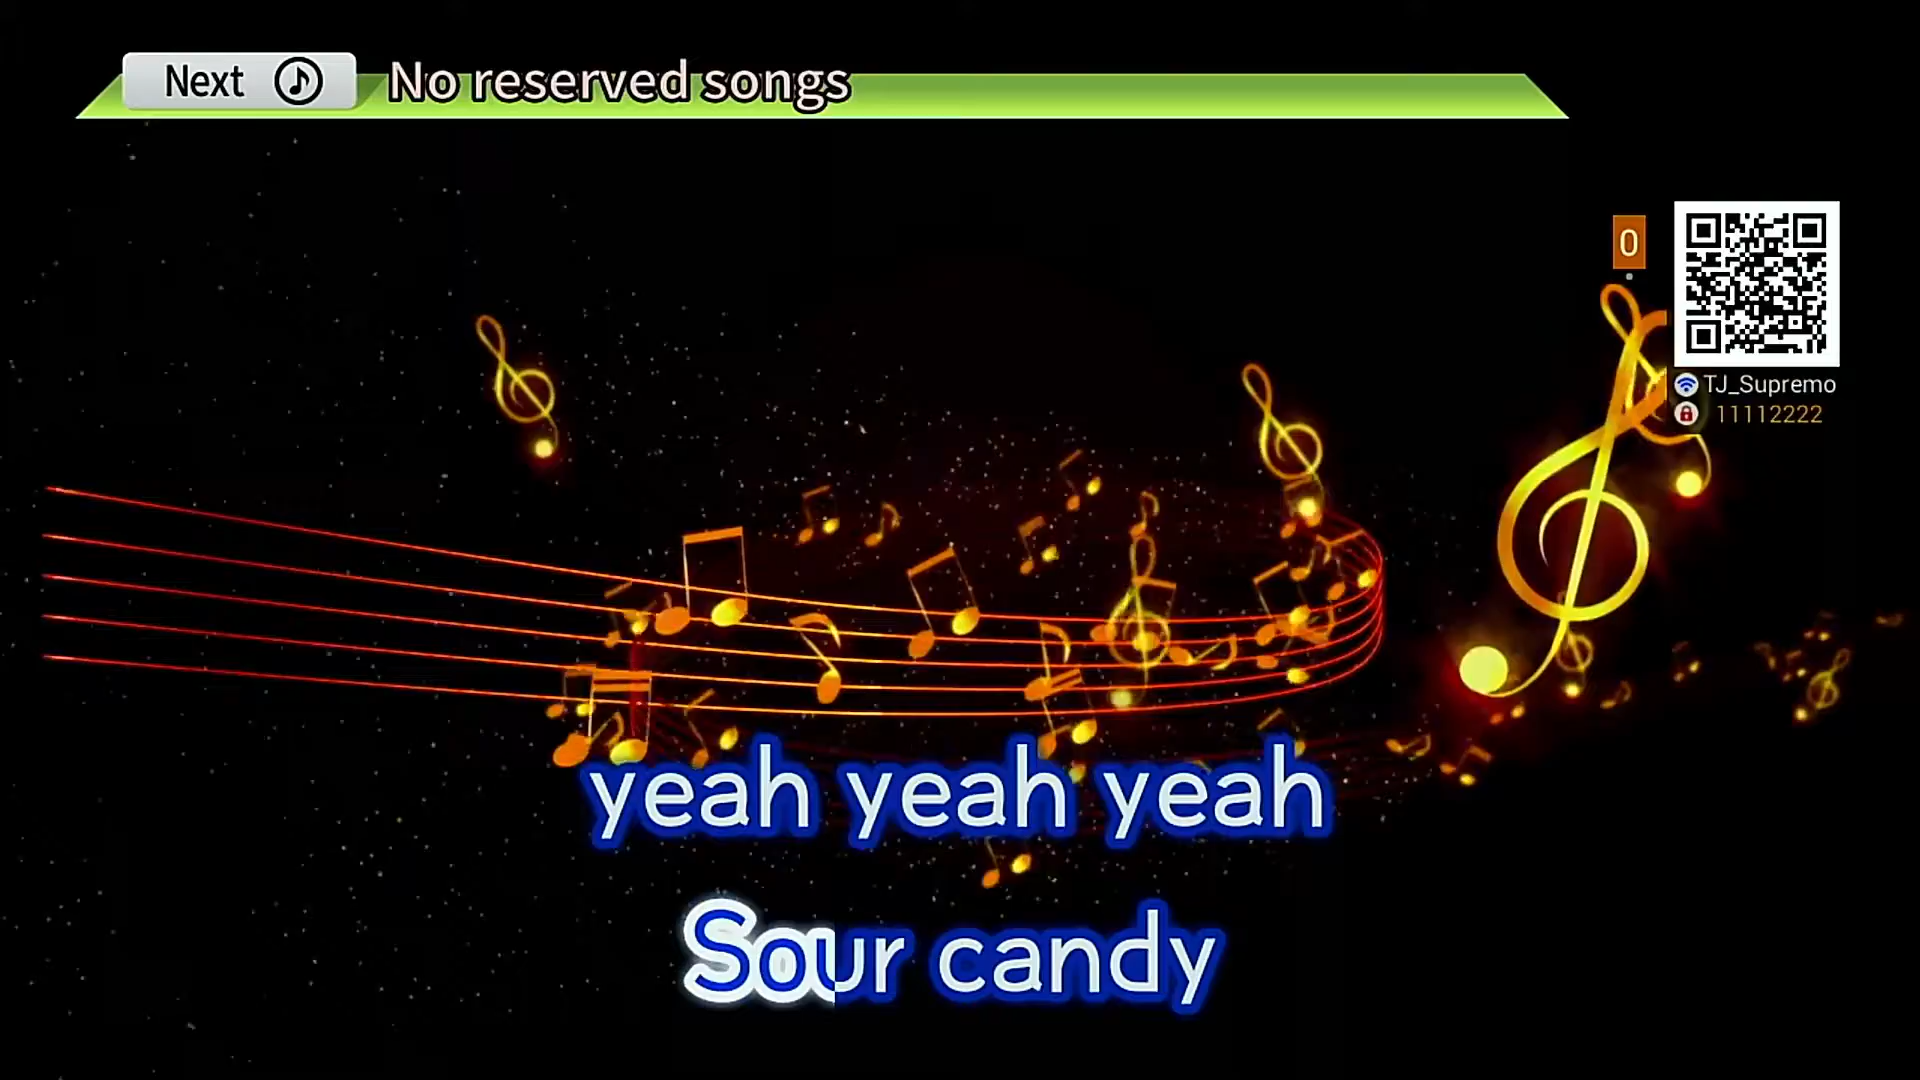 Next
No reserved songs
0
TJ_Supremo
11112222
yeah yeah yeah
Sour candy